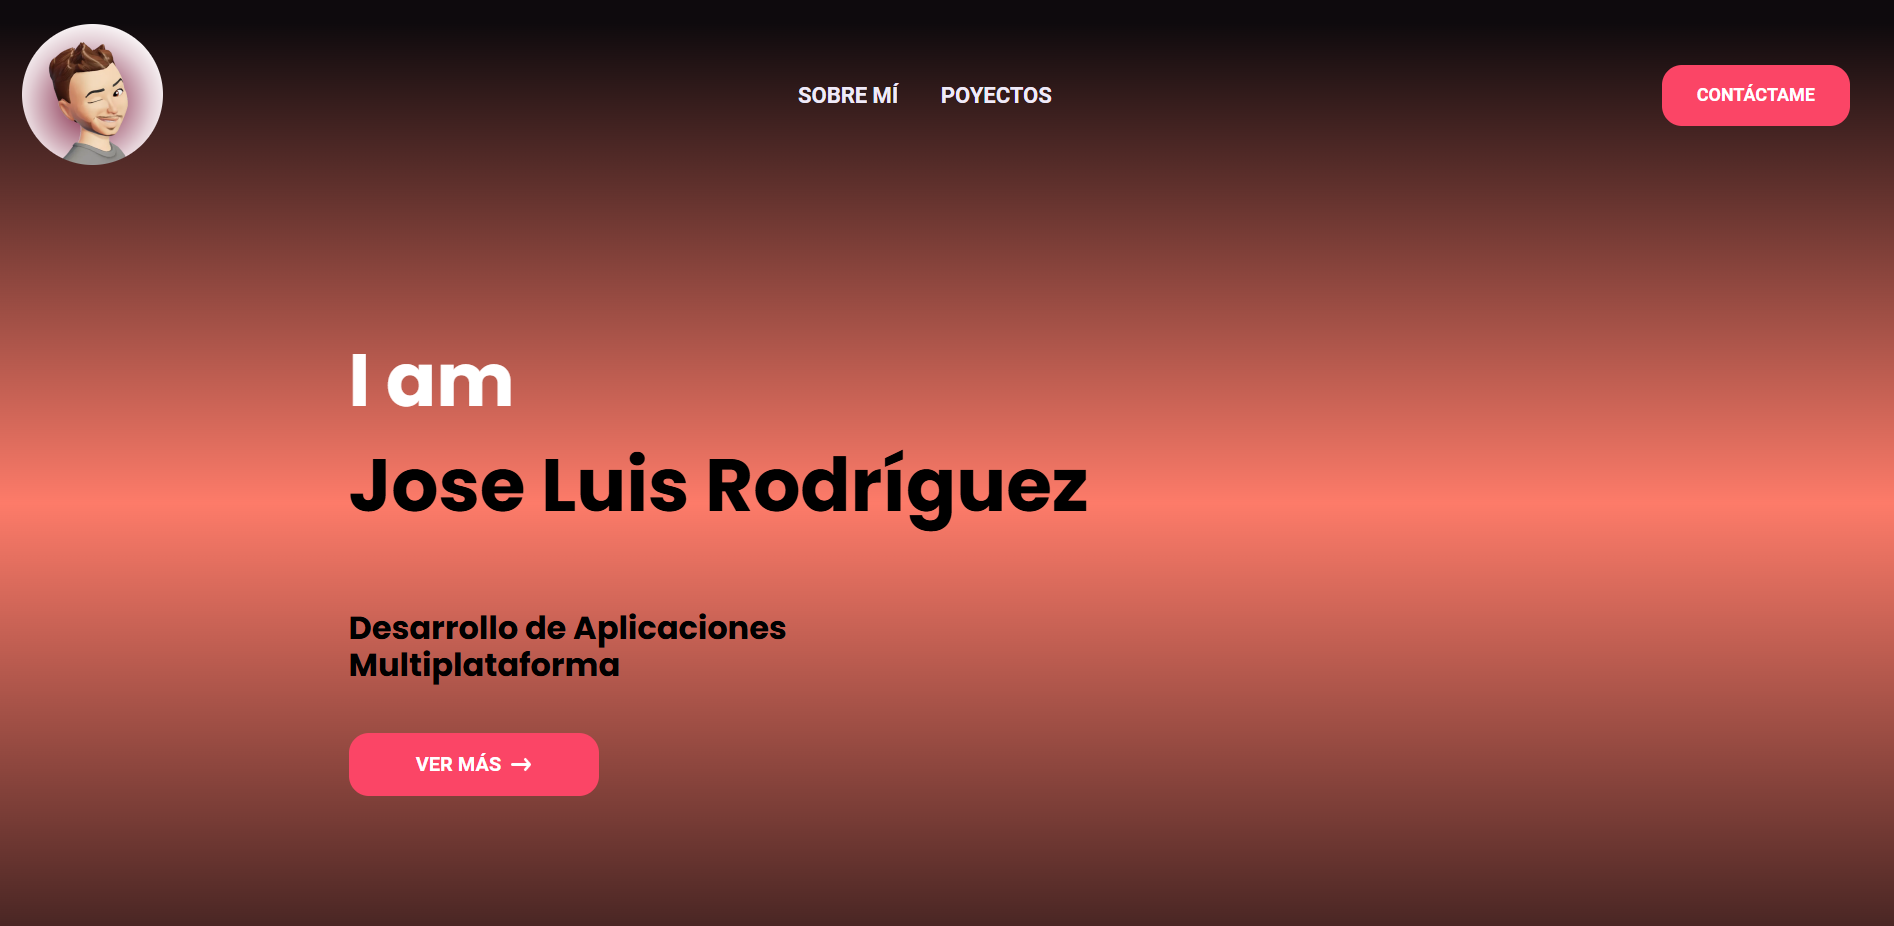 SOBRE MÍ
POYECTOS
CONTÁCTAME
I am
Jose Luis Rodríguez
Desarrollo de Aplicaciones
Multiplataforma
VER MÁS →